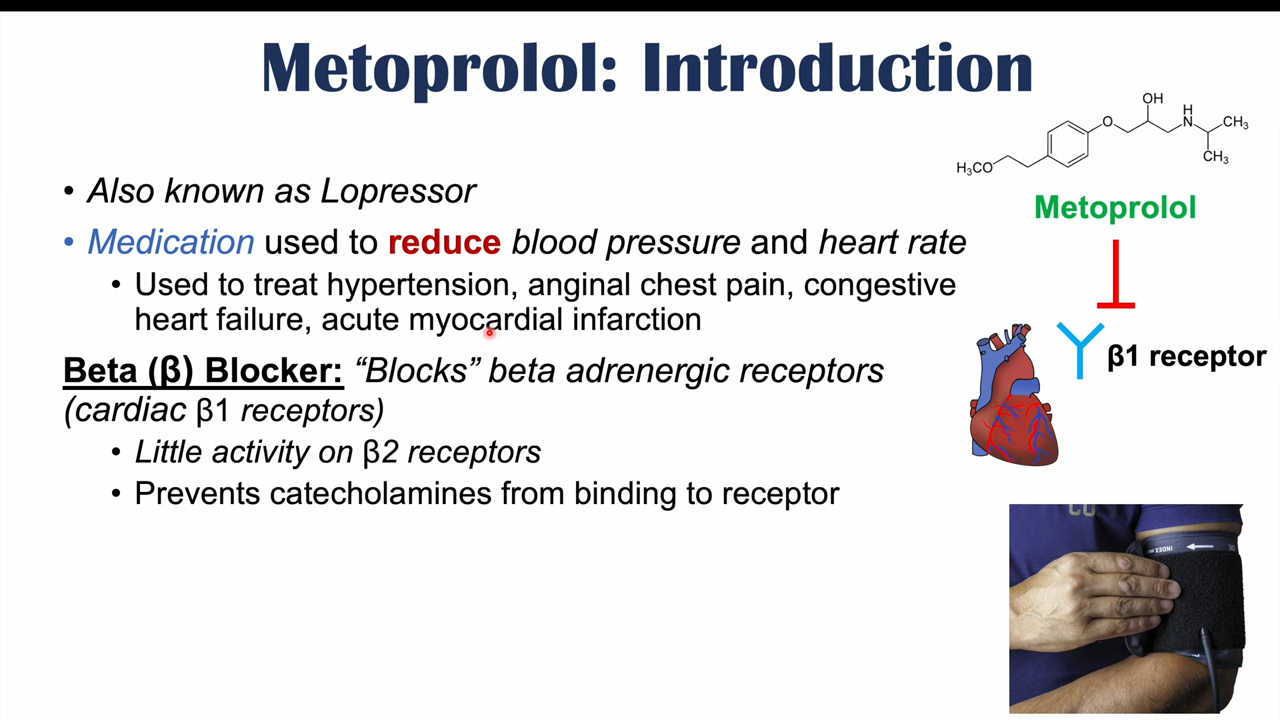 Metoprolol: Introduction
OH
H
O
N
CH₃
CH₃
H₃CO
Metoprolol
• Also known as Lopressor
• Medication used to reduce blood pressure and heart rate
• Used to treat hypertension, anginal chest pain, congestive
heart failure, acute myocardial infarction
β1 receptor
Beta (β) Blocker: “Blocks” beta adrenergic receptors
(cardiac β1 receptors)
• Little activity on β2 receptors
• Prevents catecholamines from binding to receptor
INDEX